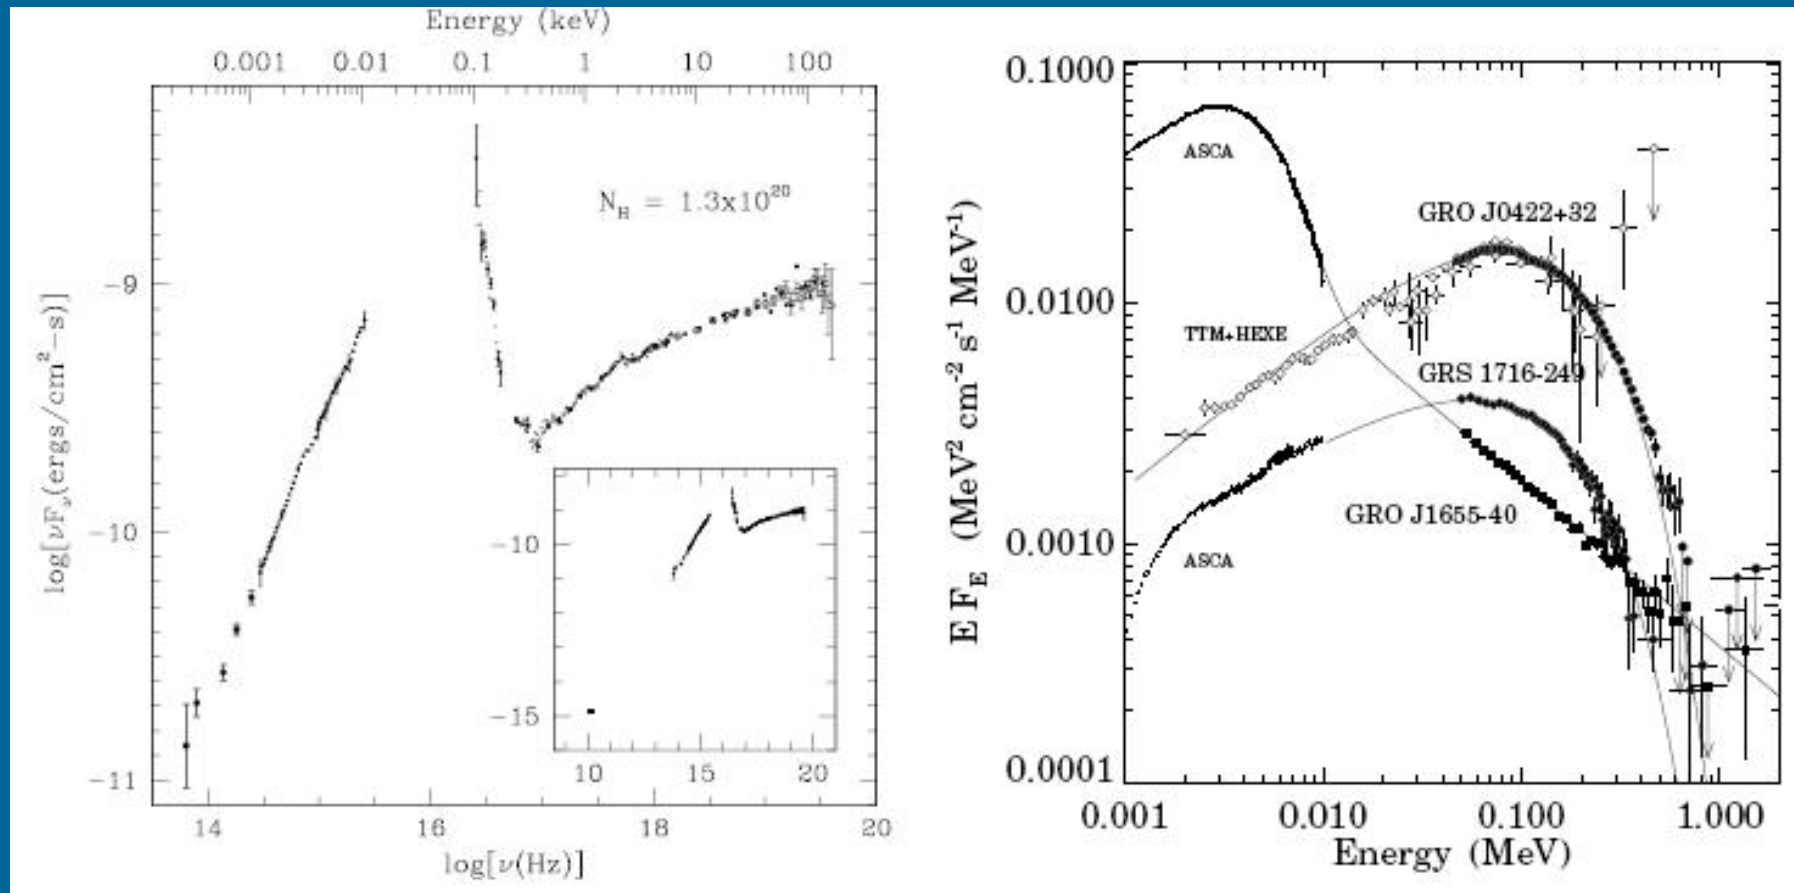 Energy (keV)
0.001 0.01 0.1 1 10 100
N_H = 1.3x10^20
log[νF_ν(ergs/cm^2−s)]
−9
−10
−11
−10
−15
10 15 20
14 16 18 20
log[ν(Hz)]
0.1000
0.0100
0.0010
0.0001
E F_E (MeV^2 cm^-2 s^-1 MeV^-1)
ASCA
GRO J0422+32
TTM+HEXE
GRS 1716-249
GRO J1655-40
ASCA
0.001 0.010 0.100 1.000
Energy (MeV)